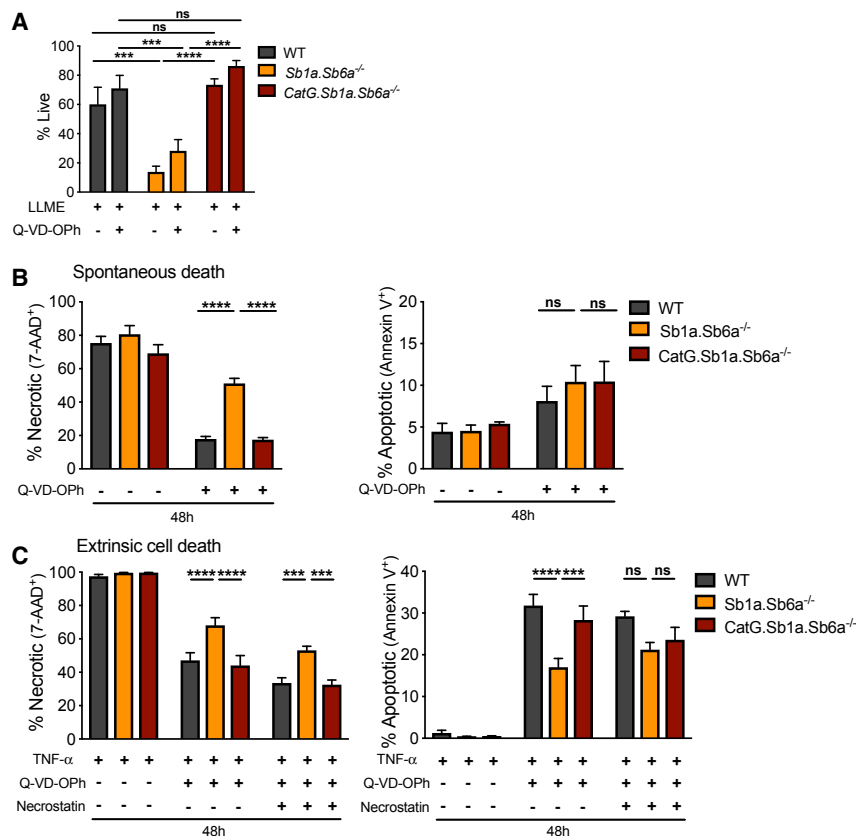 A
ns
ns
*** ****
*** ****
% Live
100
80
60
40
20
0
LLME + + + + + +
Q-VD-OPh - + - + - +
WT
Sb1a.Sb6a-/-
CatG.Sb1a.Sb6a-/-
B
Spontaneous death
% Necrotic (7-AAD+)
100
80
60
40
20
0
**** ****
Q-VD-OPh - - - + + +
48h
% Apoptotic (Annexin V+)
20
15
10
5
0
ns ns
Q-VD-OPh - - - + + +
48h
WT
Sb1a.Sb6a-/-
CatG.Sb1a.Sb6a-/-
C
Extrinsic cell death
% Necrotic (7-AAD+)
100
80
60
40
20
0
**** **** *** ***
TNF-α + + + + + + + + +
Q-VD-OPh - - - + + + + + +
Necrostatin - - - - - - + + +
48h
% Apoptotic (Annexin V+)
40
30
20
10
0
**** *** ns ns
TNF-α + + + + + + + + +
Q-VD-OPh - - - + + + + + +
Necrostatin - - - - - - + + +
48h
WT
Sb1a.Sb6a-/-
CatG.Sb1a.Sb6a-/-